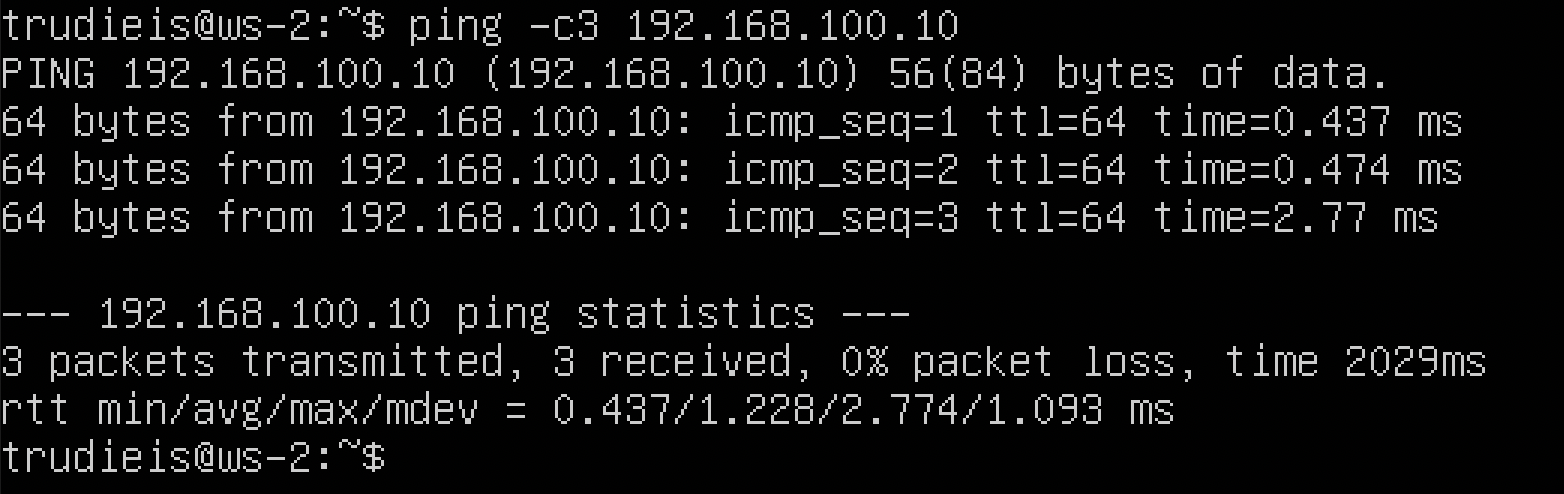 trudieis@ws-2:~$ ping -c3 192.168.100.10
PING 192.168.100.10 (192.168.100.10) 56(84) bytes of data.
64 bytes from 192.168.100.10: icmp_seq=1 ttl=64 time=0.437 ms
64 bytes from 192.168.100.10: icmp_seq=2 ttl=64 time=0.474 ms
64 bytes from 192.168.100.10: icmp_seq=3 ttl=64 time=2.77 ms
--- 192.168.100.10 ping statistics ---
3 packets transmitted, 3 received, 0% packet loss, time 2029ms
rtt min/avg/max/mdev = 0.437/1.228/2.774/1.093 ms
trudieis@ws-2:~$